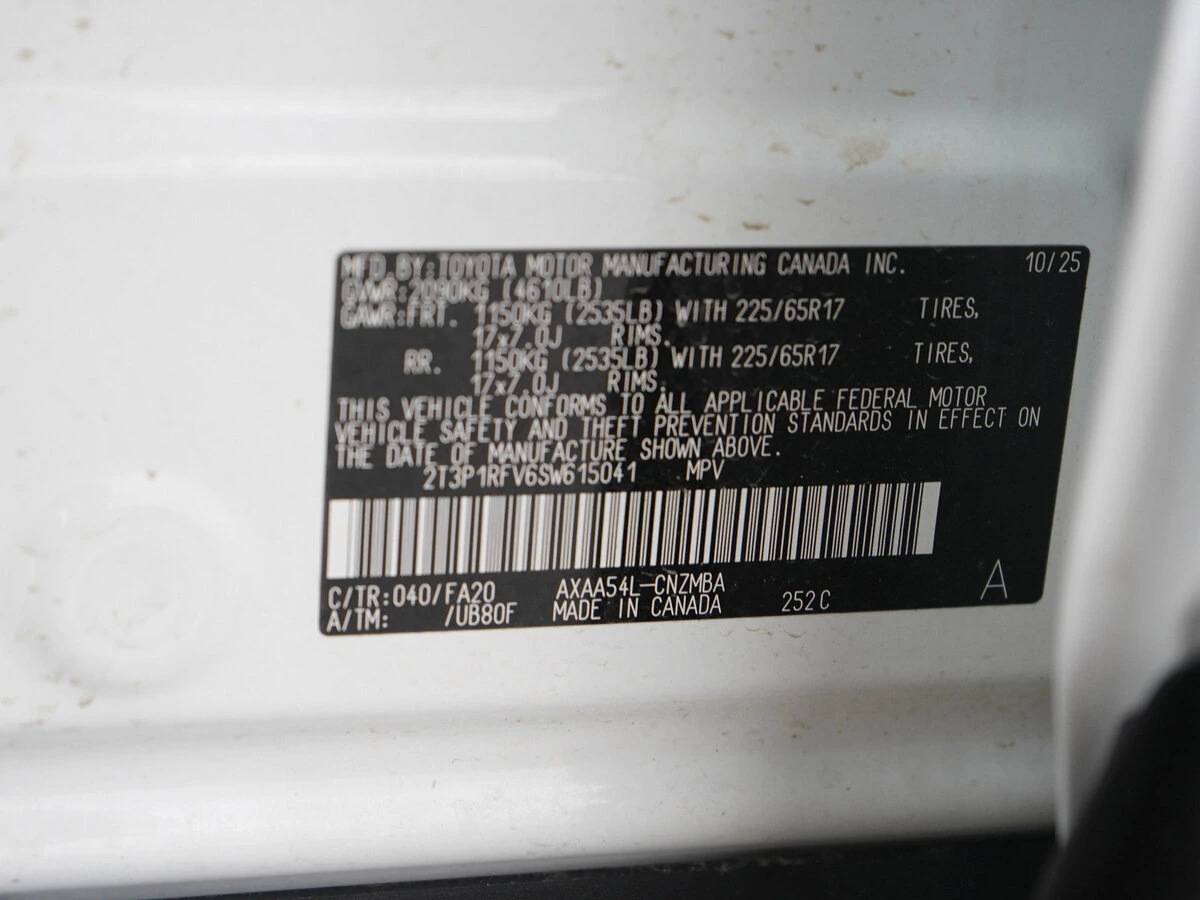 MFD.BY:TOYOTA MOTOR MANUFACTURING CANADA INC. 10/25
GVWR:2090KG (4610LB)
GAWR:FRT. 1150KG (2535LB) WITH 225/65R17 TIRES,
17x7.0J RIMS.
RR. 1150KG (2535LB) WITH 225/65R17 TIRES,
17x7.0J RIMS.
THIS VEHICLE CONFORMS TO ALL APPLICABLE FEDERAL MOTOR
VEHICLE SAFETY AND THEFT PREVENTION STANDARDS IN EFFECT ON
THE DATE OF MANUFACTURE SHOWN ABOVE.
2T3P1RFV6SW615041 MPV
C/TR:040/FA20 AXAA54L-CNZMBA
A/TM: /UB80F MADE IN CANADA 252C A